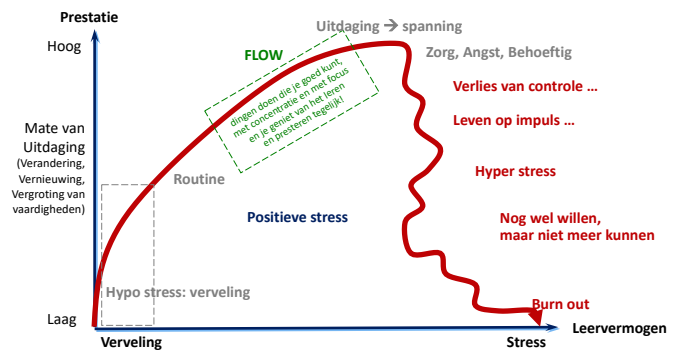 Prestatie
Uitdaging → spanning
Hoog
FLOW
Zorg, Angst, Behoeftig
dingen doen die je goed kunt,
met concentratie en met focus
en je geniet van het leren
en presteren tegelijk!
Verlies van controle ...
Leven op impuls ...
Mate van
Uitdaging
(Verandering,
Vernieuwing,
Vergroting van
vaardigheden)
Routine
Hyper stress
Positieve stress
Nog wel willen,
maar niet meer kunnen
Hypo stress: verveling
Burn out
Laag
Verveling
Stress
Leervermogen